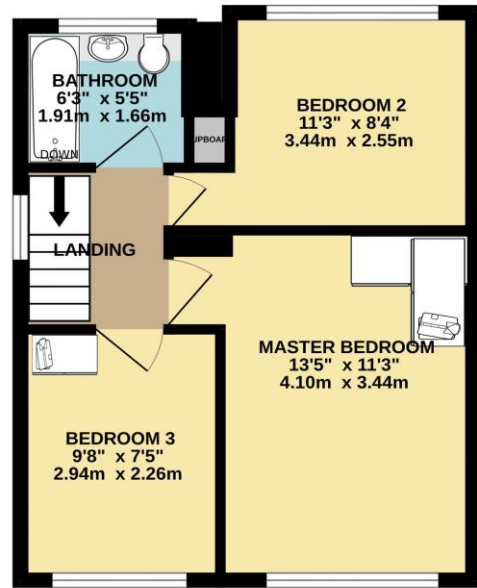 BATHROOM
6'3" x 5'5"
1.91m x 1.66m
DOWN
UPBOAR
BEDROOM 2
11'3" x 8'4"
3.44m x 2.55m
LANDING
MASTER BEDROOM
13'5" x 11'3"
4.10m x 3.44m
BEDROOM 3
9'8" x 7'5"
2.94m x 2.26m